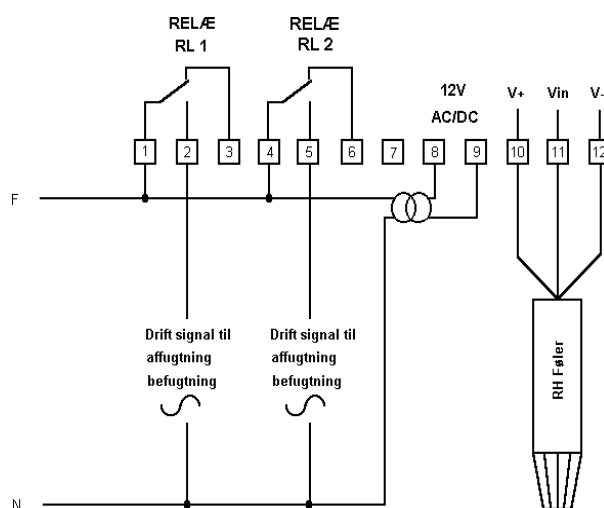 RELÆ
RL 1
RELÆ
RL 2
12V
AC/DC
V+ Vin V-
1 2 3 4 5 6 7 8 9 10 11 12
F
Drift signal til
affugtning
befugtning
Drift signal til
affugtning
befugtning
RH Føler
N